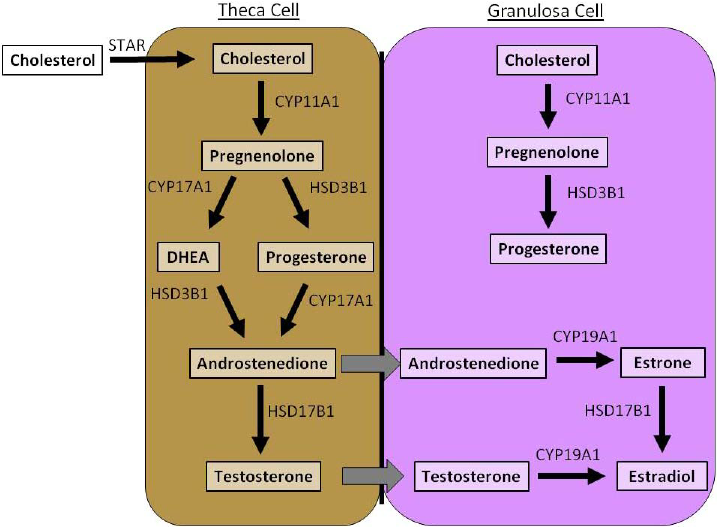 Theca Cell
Granulosa Cell
Cholesterol
STAR
Cholesterol
CYP11A1
Pregnenolone
CYP17A1
HSD3B1
DHEA
Progesterone
HSD3B1
CYP17A1
Androstenedione
HSD17B1
Testosterone
Cholesterol
CYP11A1
Pregnenolone
HSD3B1
Progesterone
Androstenedione
CYP19A1
Estrone
HSD17B1
Testosterone
CYP19A1
Estradiol